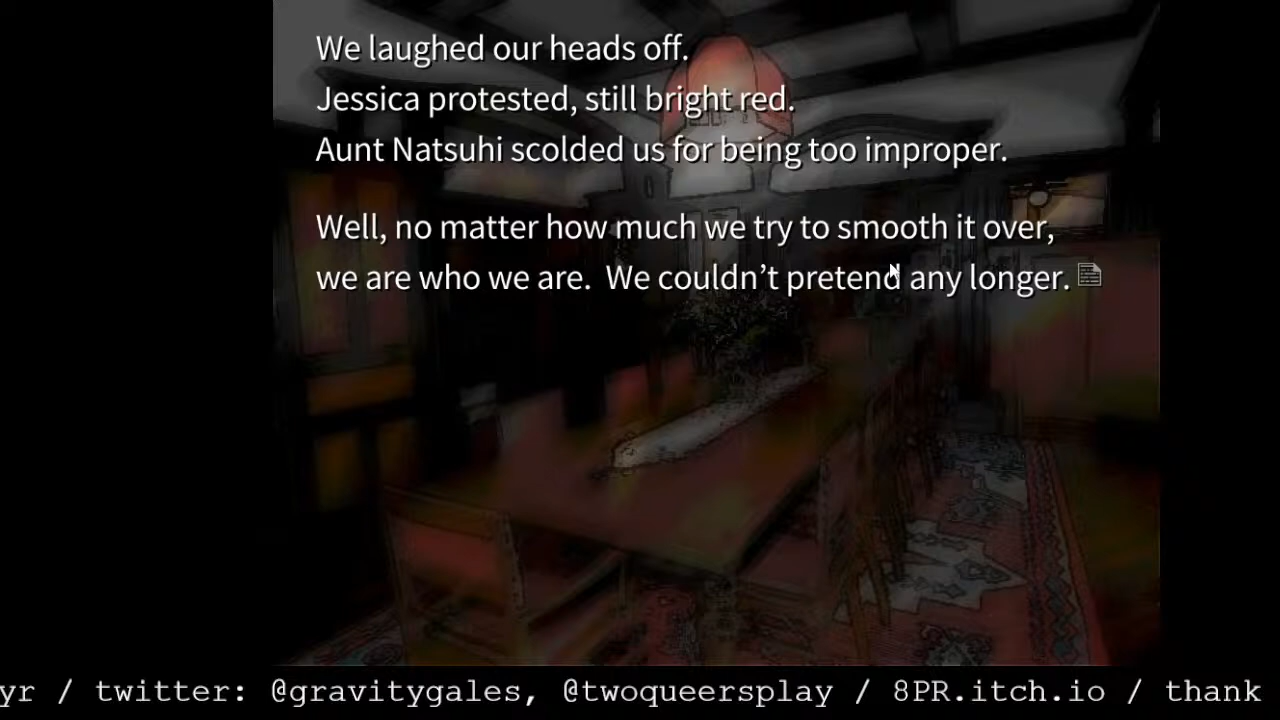 We laughed our heads off.
Jessica protested, still bright red.
Aunt Natsuhi scolded us for being too improper.
Well, no matter how much we try to smooth it over,
we are who we are.  We couldn’t pretend any longer.
yr / twitter: @gravitygales, @twoqueersplay / 8PR.itch.io / thank